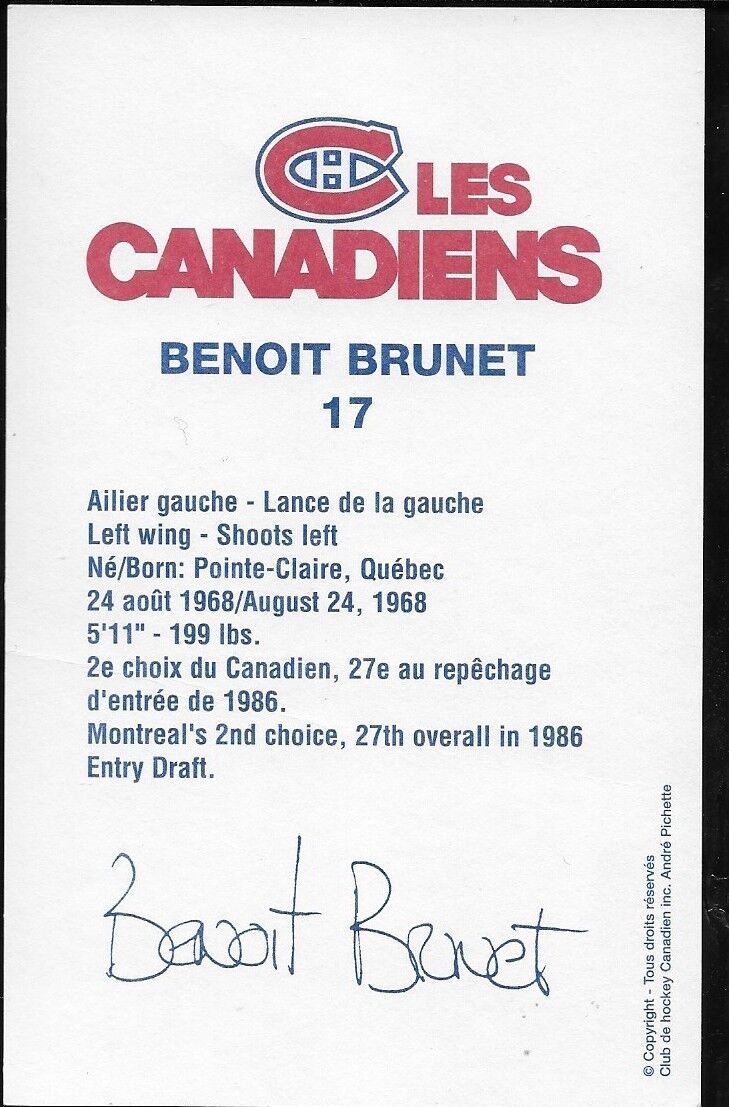 LES
CANADIENS
BENOIT BRUNET
17
Ailier gauche - Lance de la gauche
Left wing - Shoots left
Né/Born: Pointe-Claire, Québec
24 août 1968/August 24, 1968
5'11" - 199 lbs.
2e choix du Canadien, 27e au repêchage
d'entrée de 1986.
Montreal's 2nd choice, 27th overall in 1986
Entry Draft.
Benoit Brunet
© Copyright - Tous droits réservés
Club de hockey Canadien inc. André Pichette